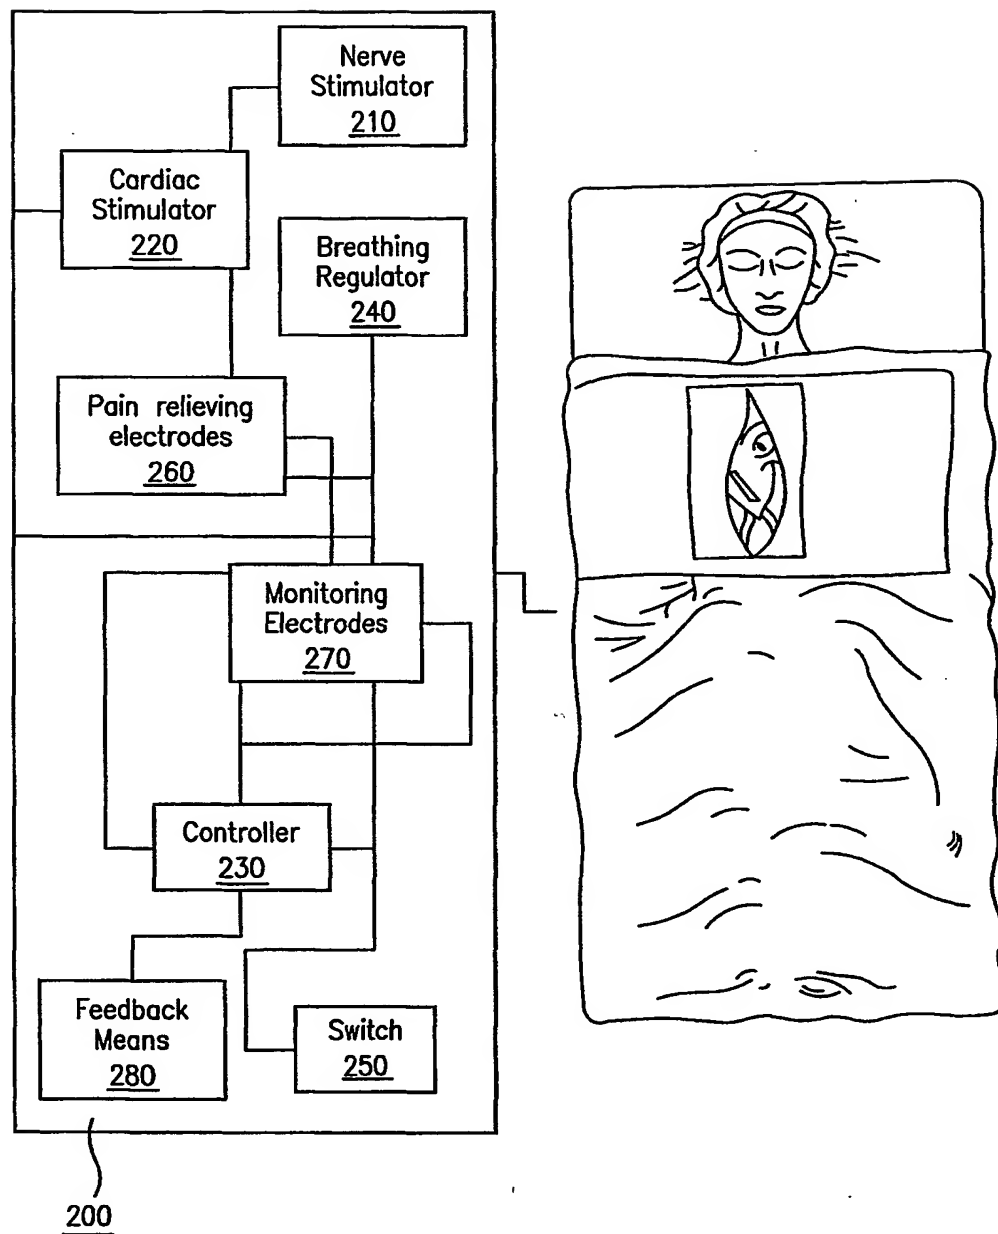 Nerve
Stimulator
210
Cardiac
Stimulator
220
Breathing
Regulator
240
Pain relieving
electrodes
260
Monitoring
Electrodes
270
Controller
230
Feedback
Means
280
Switch
250
200